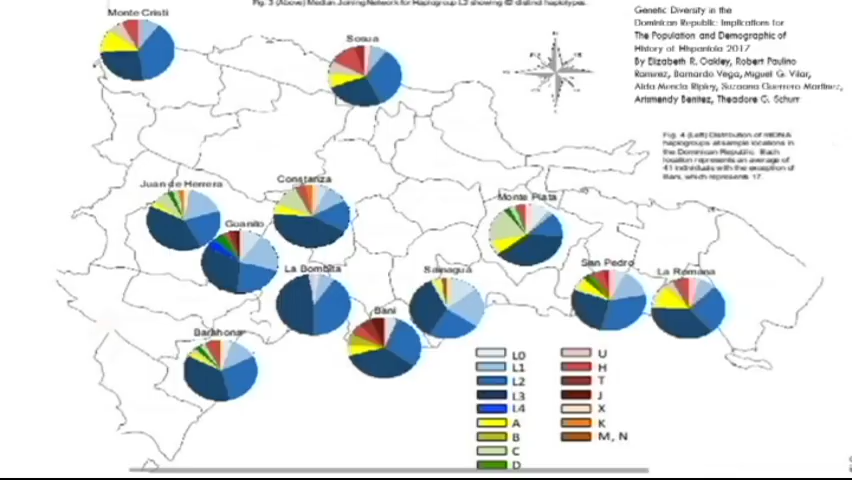 Fig. 3 (Above) Median Joining Network for Haplogroup L2 showing 62 distinct haplotypes.
Genetic Diversity in the
Dominican Republic: Implications for
The Population and Demographic of
History of Hispaniola 2017
By Elizabeth R. Oakley, Robert Paulino
Ramirez, Bernardo Vega, Miguel G. Vilar,
Alda Mencia Ripley, Suzaana Guerrero Martinez,
Arismendy Benitez, Theodore G. Schurr
Fig. 4 (Left) Distribution of mtDNA
haplogroups at sample locations in
the Dominican Republic. Each
location represents an average of
41 individuals with the exception of
Bani, which represents 17.
Monte Cristi
Sosua
Juan de Herrera
Constanza
Guanito
Monte Plata
La Bombita
Sainagua
San Pedro
La Romana
Bani
Barahona
L0
L1
L2
L3
L4
A
B
C
D
U
H
T
J
X
K
M, N